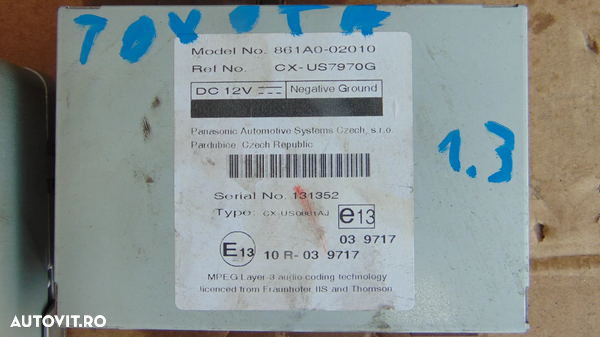 TOYOTA
Model No. 861A0-02010
Ref No. CX-US7970G
DC 12V Negative Ground
Panasonic Automotive Systems Czech, s.r.o.
Pardubice, Czech Republic
1.3
Serial No. 131352
Type: CX-US0861AJ
e13
03 9717
E13 10 R- 03 9717
MPEG Layer-3 audio coding technology
licenced from Fraunhofer IIS and Thomson.
AUTOVIT.RO